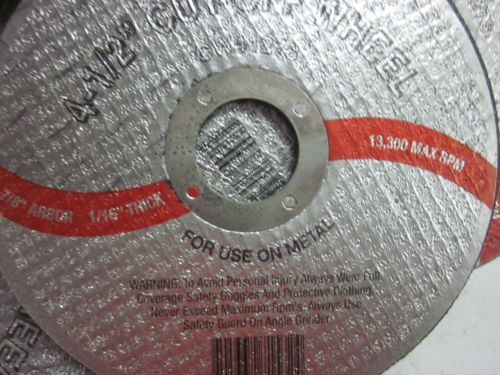 4-1/2" CUTOFF WHEEL
7/8" ARBOR 1/16" THICK
13,300 MAX RPM
FOR USE ON METAL
WARNING: To Avoid Personal Injury Always Wear Full
Coverage Safety Goggles And Protective Clothing.
Never Exceed Maximum Rpm's. Always Use
Safety Guard On Angle Grinder